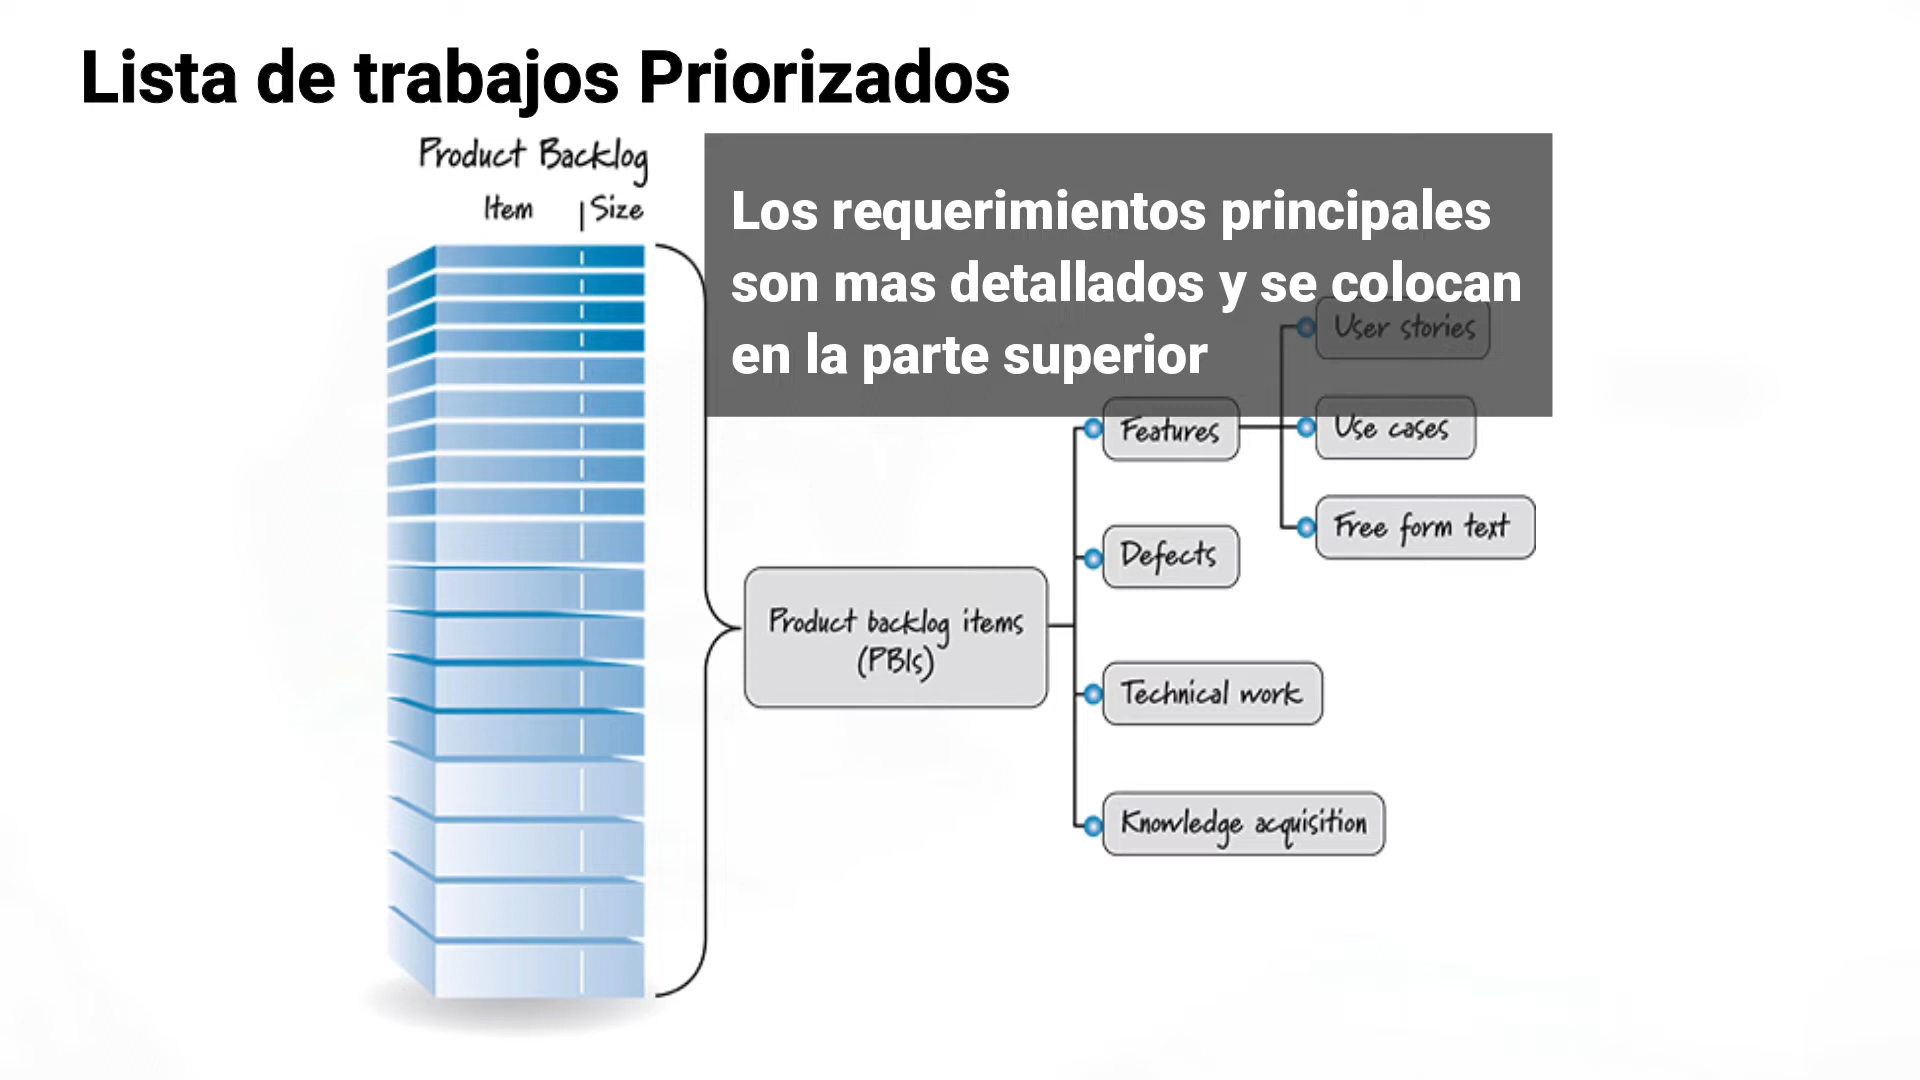 Lista de trabajos Priorizados
Product Backlog
Item | Size
Los requerimientos principales
son mas detallados y se colocan
en la parte superior
User stories
Features
Use cases
Free form text
Defects
Product backlog items
(PBIs)
Technical work
Knowledge acquisition